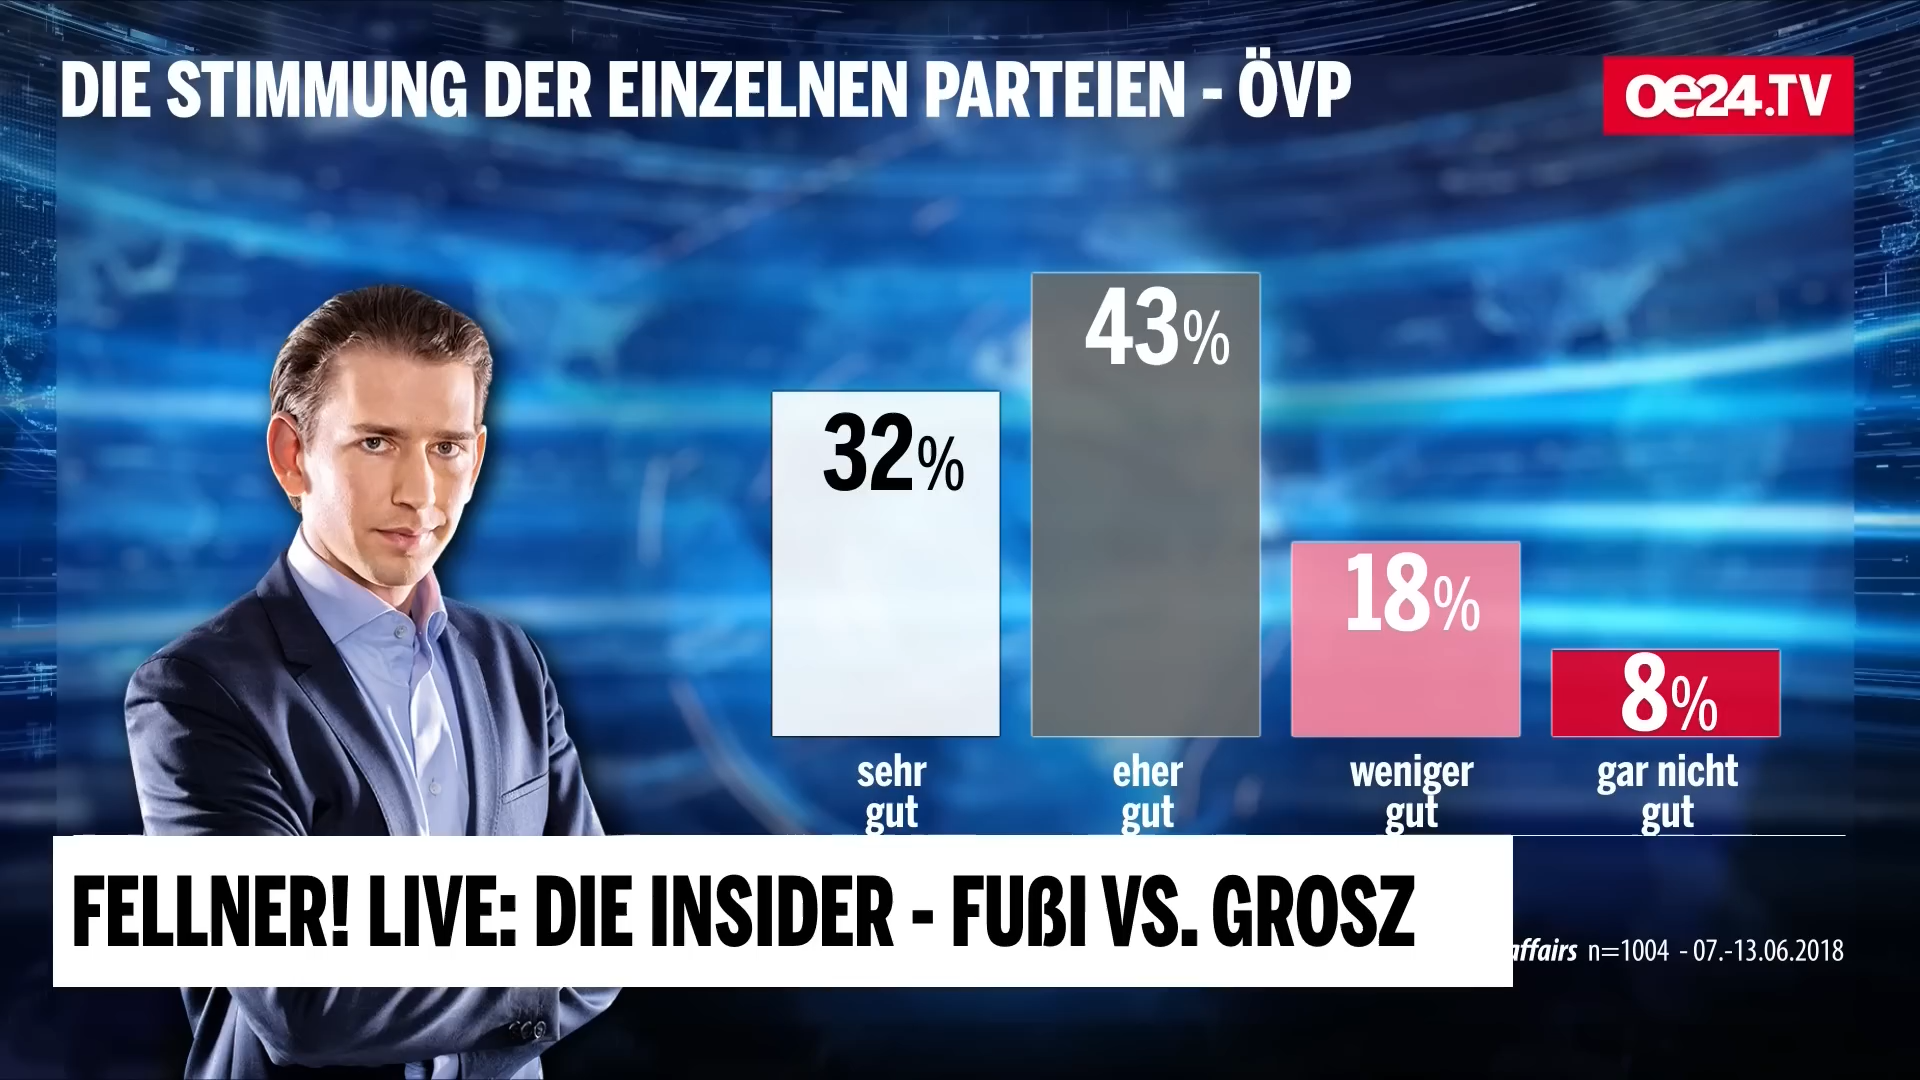 DIE STIMMUNG DER EINZELNEN PARTEIEN - ÖVP
oe24.TV
32%
43%
18%
8%
sehr
gut
eher
gut
weniger
gut
gar nicht
gut
FELLNER! LIVE: DIE INSIDER - FUßI VS. GROSZ
affairs n=1004 - 07.-13.06.2018